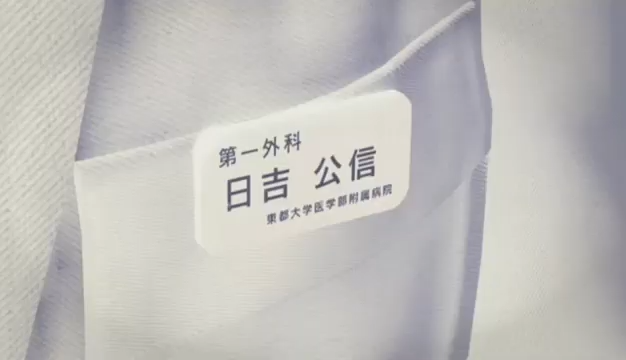 第一外科
日吉 公信
東都大学医学部附属病院